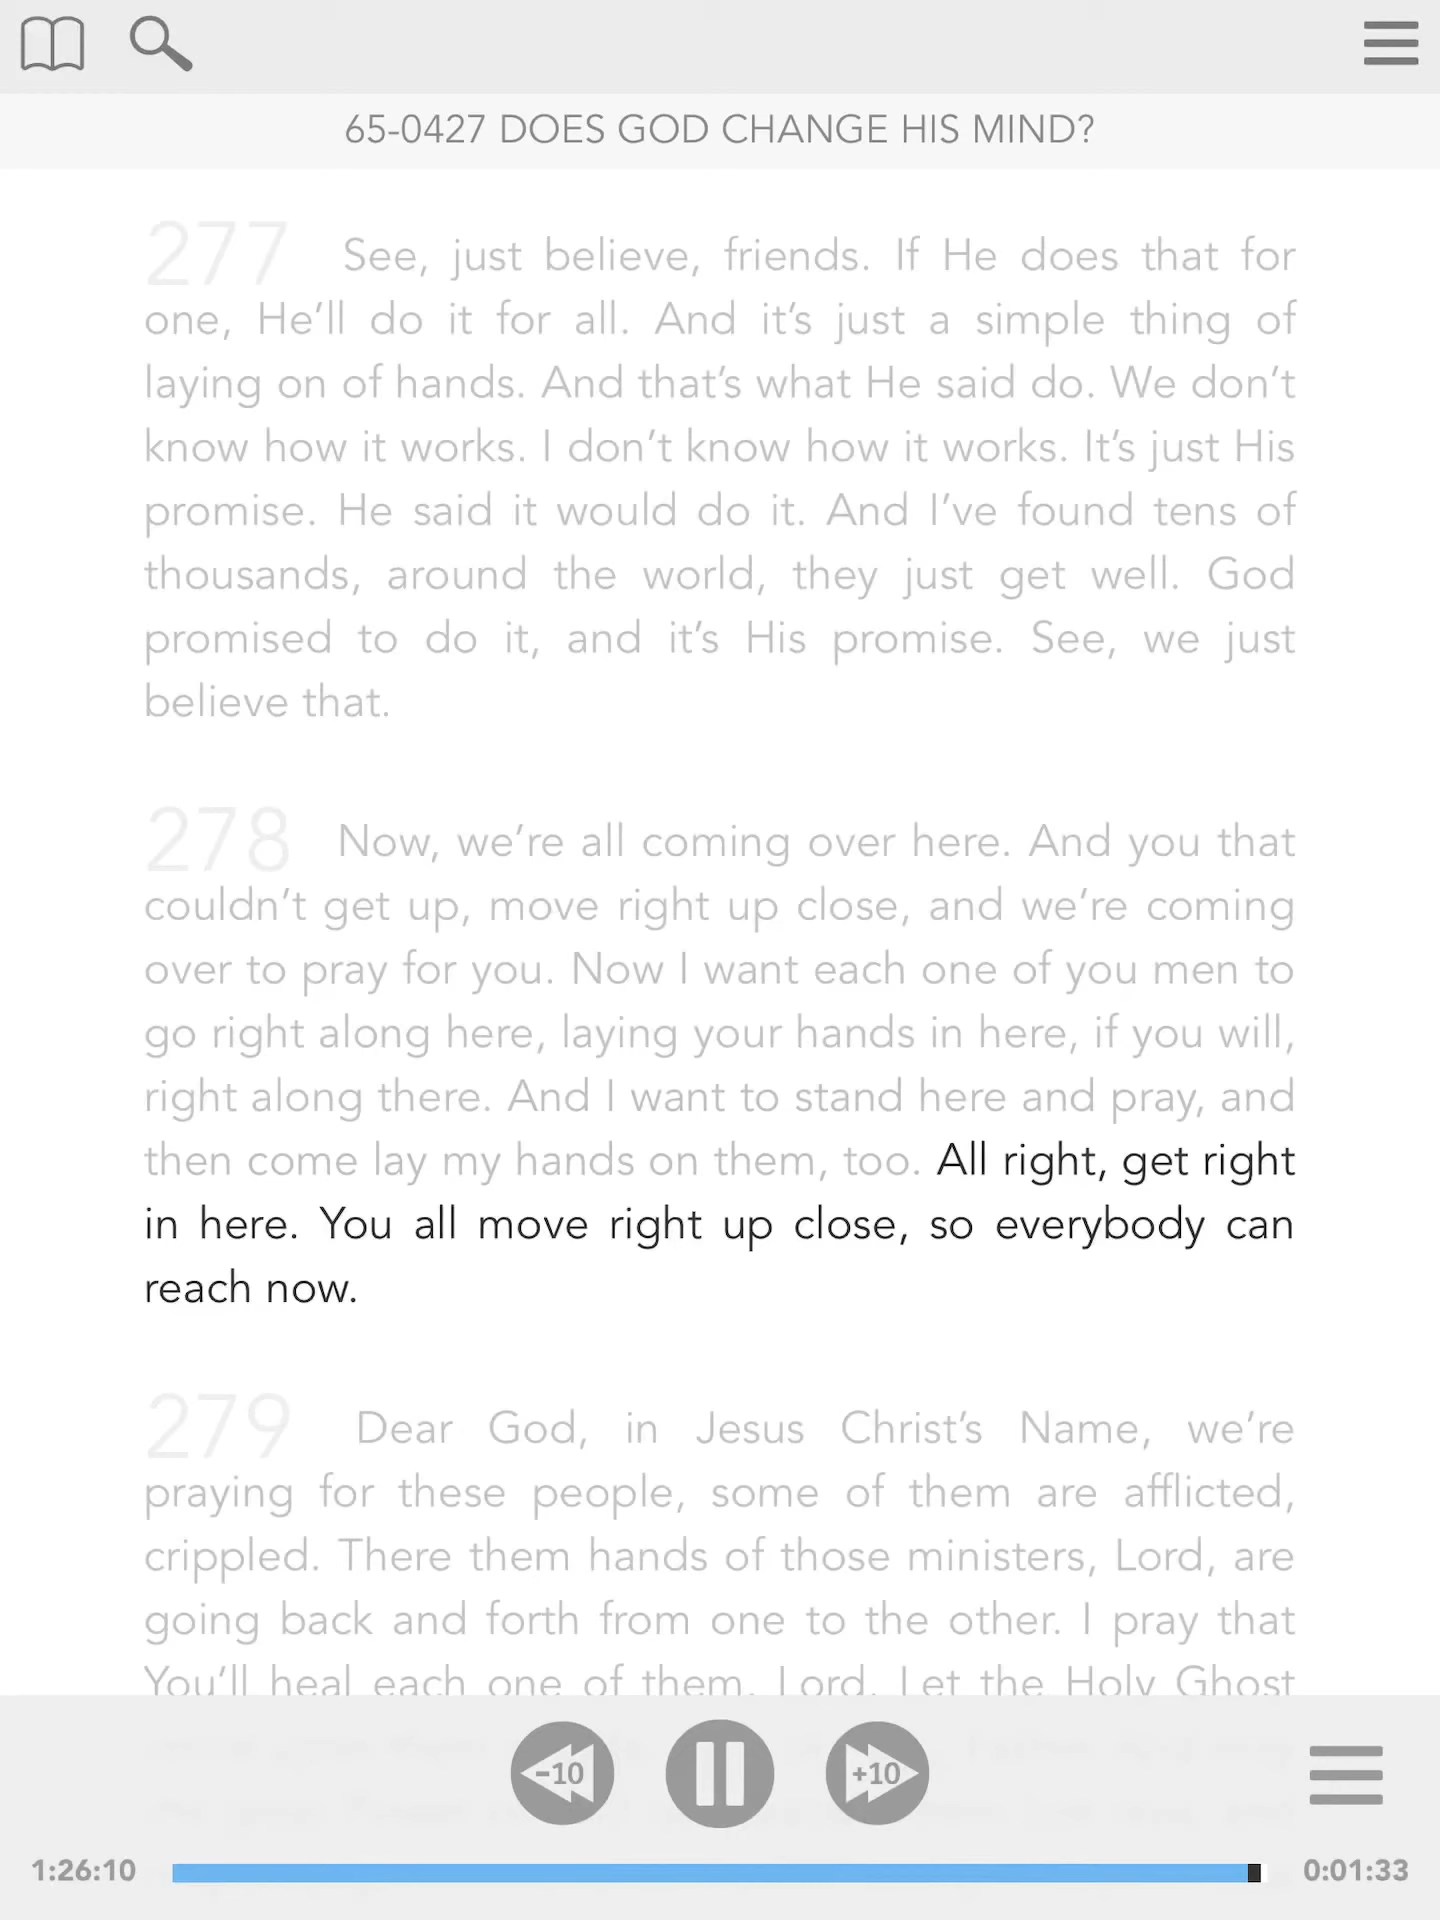 65-0427 DOES GOD CHANGE HIS MIND?
277 See, just believe, friends. If He does that for
one, He’ll do it for all. And it’s just a simple thing of
laying on of hands. And that’s what He said do. We don’t
know how it works. I don’t know how it works. It’s just His
promise. He said it would do it. And I’ve found tens of
thousands, around the world, they just get well. God
promised to do it, and it’s His promise. See, we just
believe that.
278 Now, we’re all coming over here. And you that
couldn’t get up, move right up close, and we’re coming
over to pray for you. Now I want each one of you men to
go right along here, laying your hands in here, if you will,
right along there. And I want to stand here and pray, and
then come lay my hands on them, too. All right, get right
in here. You all move right up close, so everybody can
reach now.
279 Dear God, in Jesus Christ’s Name, we’re
praying for these people, some of them are afflicted,
crippled. There them hands of those ministers, Lord, are
going back and forth from one to the other. I pray that
You’ll heal each one of them, Lord. Let the Holy Ghost
-10 +10
1:26:10 0:01:33